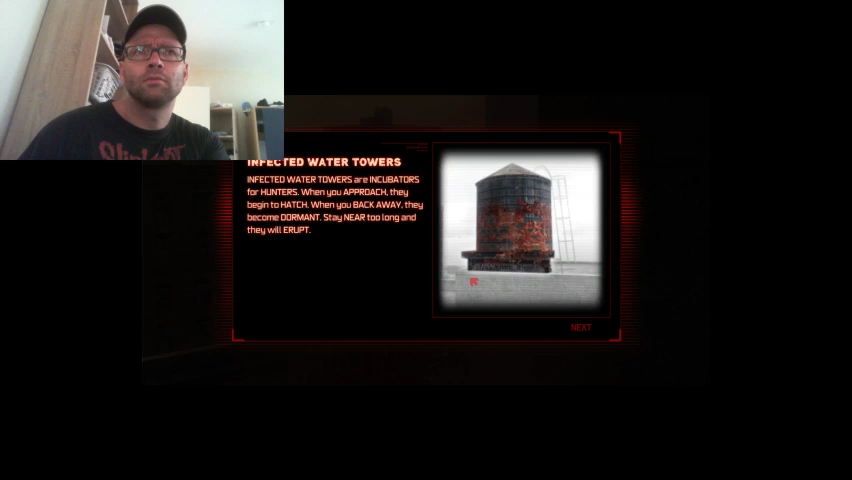 Slipknot
INFECTED WATER TOWERS
INFECTED WATER TOWERS are INCUBATORS
for HUNTERS. When you APPROACH, they
begin to HATCH. When you BACK AWAY, they
become DORMANT. Stay NEAR too long and
they will ERUPT.
NEXT